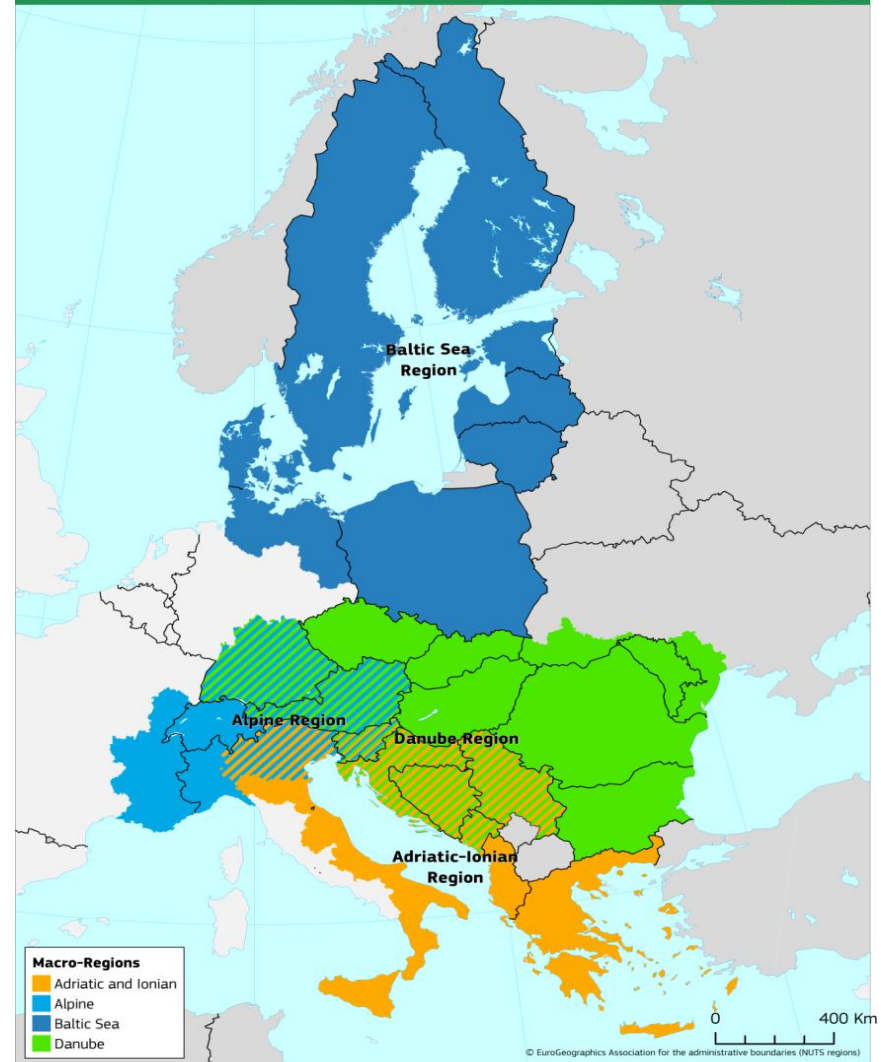 Baltic Sea
Region
Alpine Region
Danube Region
Adriatic-Ionian
Region
Macro-Regions
Adriatic and Ionian
Alpine
Baltic Sea
Danube
0 400 Km
© EuroGeographics Association for the administrative boundaries (NUTS regions)